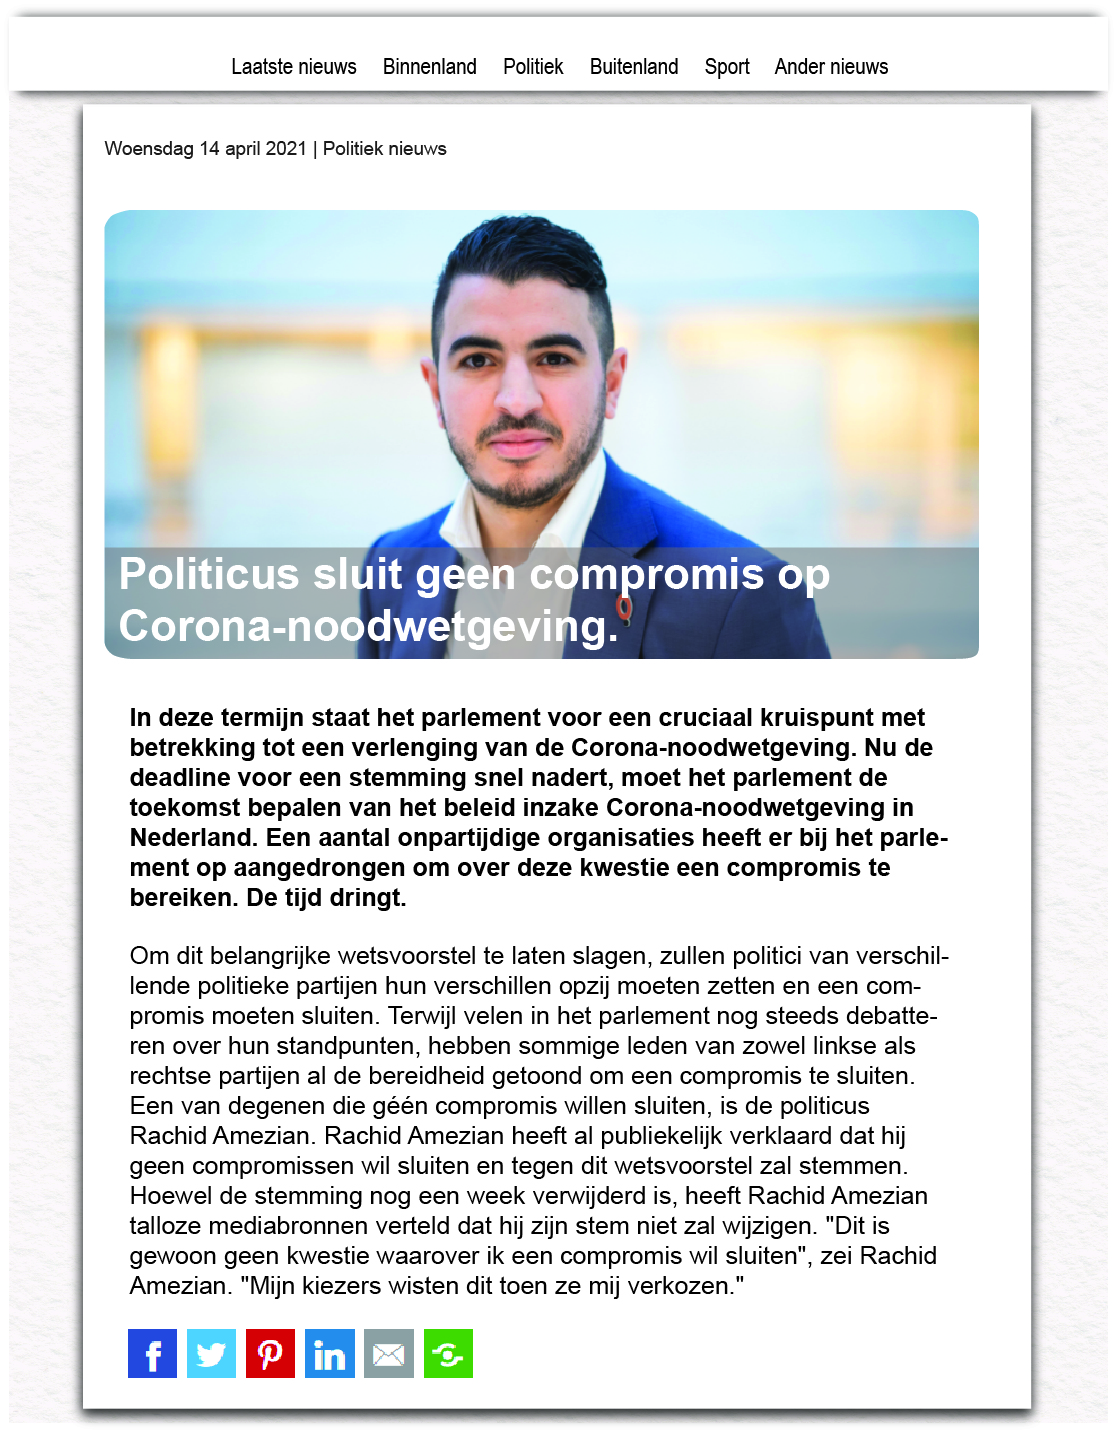 Laatste nieuws Binnenland Politiek Buitenland Sport Ander nieuws
Woensdag 14 april 2021 | Politiek nieuws
Politicus sluit geen compromis op
Corona-noodwetgeving.
In deze termijn staat het parlement voor een cruciaal kruispunt met
betrekking tot een verlenging van de Corona-noodwetgeving. Nu de
deadline voor een stemming snel nadert, moet het parlement de
toekomst bepalen van het beleid inzake Corona-noodwetgeving in
Nederland. Een aantal onpartijdige organisaties heeft er bij het parle-
ment op aangedrongen om over deze kwestie een compromis te
bereiken. De tijd dringt.
Om dit belangrijke wetsvoorstel te laten slagen, zullen politici van verschil-
lende politieke partijen hun verschillen opzij moeten zetten en een com-
promis moeten sluiten. Terwijl velen in het parlement nog steeds debatte-
ren over hun standpunten, hebben sommige leden van zowel linkse als
rechtse partijen al de bereidheid getoond om een compromis te sluiten.
Een van degenen die géén compromis willen sluiten, is de politicus
Rachid Amezian. Rachid Amezian heeft al publiekelijk verklaard dat hij
geen compromissen wil sluiten en tegen dit wetsvoorstel zal stemmen.
Hoewel de stemming nog een week verwijderd is, heeft Rachid Amezian
talloze mediabronnen verteld dat hij zijn stem niet zal wijzigen. "Dit is
gewoon geen kwestie waarover ik een compromis wil sluiten", zei Rachid
Amezian. "Mijn kiezers wisten dit toen ze mij verkozen."